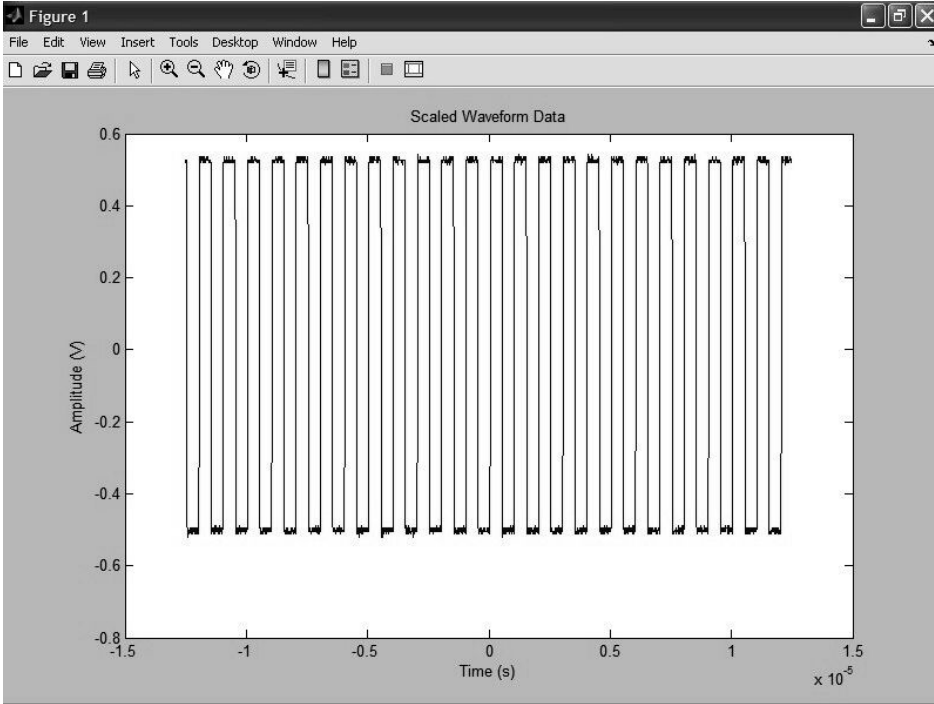 Figure 1
File Edit View Insert Tools Desktop Window Help
Scaled Waveform Data
0.6
0.4
0.2
0
-0.2
-0.4
-0.6
-0.8
Amplitude (V)
-1.5 -1 -0.5 0 0.5 1 1.5
Time (s)
x 10⁻⁵